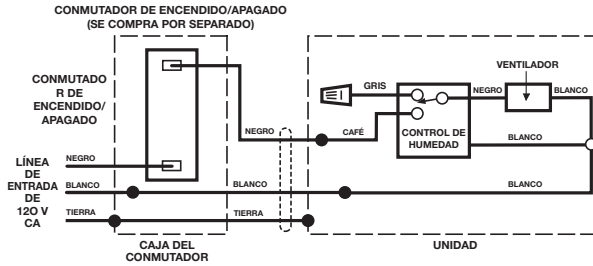 CONMUTADOR DE ENCENDIDO/APAGADO
(SE COMPRA POR SEPARADO)
CONMUTADO
R DE
ENCENDIDO/
APAGADO
LÍNEA
DE
ENTRADA
DE
120 V
CA
NEGRO
BLANCO
TIERRA
NEGRO
BLANCO
TIERRA
CAJA DEL
CONMUTADOR
GRIS
CAFÉ
CONTROL DE
HUMEDAD
NEGRO
VENTILADOR
BLANCO
BLANCO
BLANCO
UNIDAD